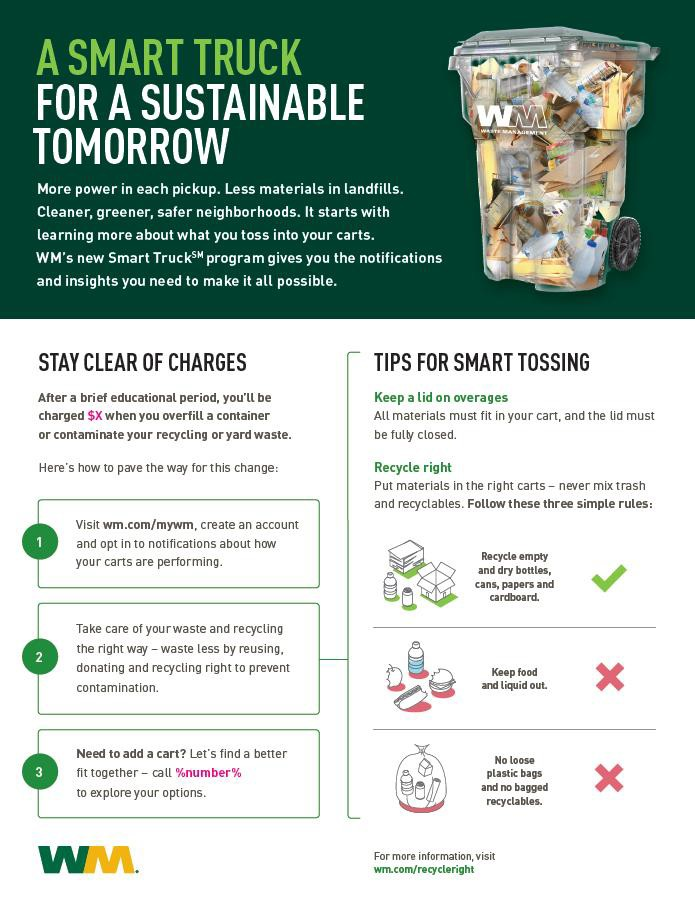 A SMART TRUCK
FOR A SUSTAINABLE
TOMORROW
More power in each pickup. Less materials in landfills.
Cleaner, greener, safer neighborhoods. It starts with
learning more about what you toss into your carts.
WM's new Smart Truck℠ program gives you the notifications
and insights you need to make it all possible.
WM
WASTE MANAGEMENT
STAY CLEAR OF CHARGES
After a brief educational period, you'll be
charged $X when you overfill a container
or contaminate your recycling or yard waste.
Here's how to pave the way for this change:
1
Visit wm.com/mywm, create an account
and opt in to notifications about how
your carts are performing.
2
Take care of your waste and recycling
the right way – waste less by reusing,
donating and recycling right to prevent
contamination.
3
Need to add a cart? Let's find a better
fit together – call %number%
to explore your options.
TIPS FOR SMART TOSSING
Keep a lid on overages
All materials must fit in your cart, and the lid must
be fully closed.
Recycle right
Put materials in the right carts – never mix trash
and recyclables. Follow these three simple rules:
Recycle empty
and dry bottles,
cans, papers and
cardboard.
Keep food
and liquid out.
No loose
plastic bags
and no bagged
recyclables.
WM.
For more information, visit
wm.com/recycleright